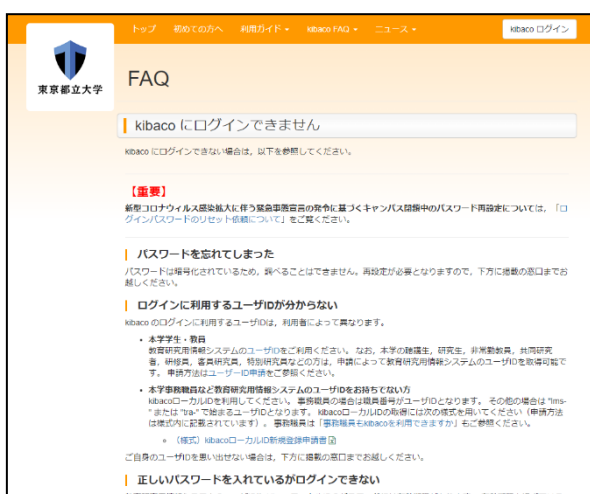 トップ 初めての方へ 利用ガイド kibaco FAQ ニュース kibaco ログイン
東京都立大学
FAQ
kibaco にログインできません
kibaco にログインできない場合は、以下を参照してください。
【重要】
新型コロナウィルス感染拡大に伴う緊急事態宣言の発令に基づくキャンパス閉鎖中のパスワード再設定については、「ロ
グインパスワードのリセット依頼について」をご覧ください。
パスワードを忘れてしまった
パスワードは暗号化されているため，調べることはできません。再設定が必要となりますので、下方に掲載の窓口までお
越しください。
ログインに利用するユーザIDが分からない
kibaco のログインに利用するユーザIDは、利用者によって異なります。
・本学学生・教員
教育研究用情報システムのユーザIDをご利用ください。なお、本学の聴講生，研究生，非常勤教員，共同研究
者，研修員，客員研究員，特別研究員などの方は、申請によって教育研究用情報システムのユーザIDを取得可能で
す。申請方法はユーザーID申請をご参照ください。
・本学事務職員など教育研究用情報システムのユーザIDをお持ちでない方
kibacoローカルIDを利用してください。事務職員の場合は職員番号がユーザIDとなります。その他の場合は "lms-
" または "tra-" で始まるユーザIDとなります。kibacoローカルIDの取得には次の様式を用いてください（申請方法
は様式内に記載されています）。事務職員は「事務職員もkibacoを利用できますか」もご参照ください。
（様式）kibacoローカルID新規登録申請書
ご自身のユーザIDを思い出せない場合は、下方に掲載の窓口までお越しください。
正しいパスワードを入れているがログインできない